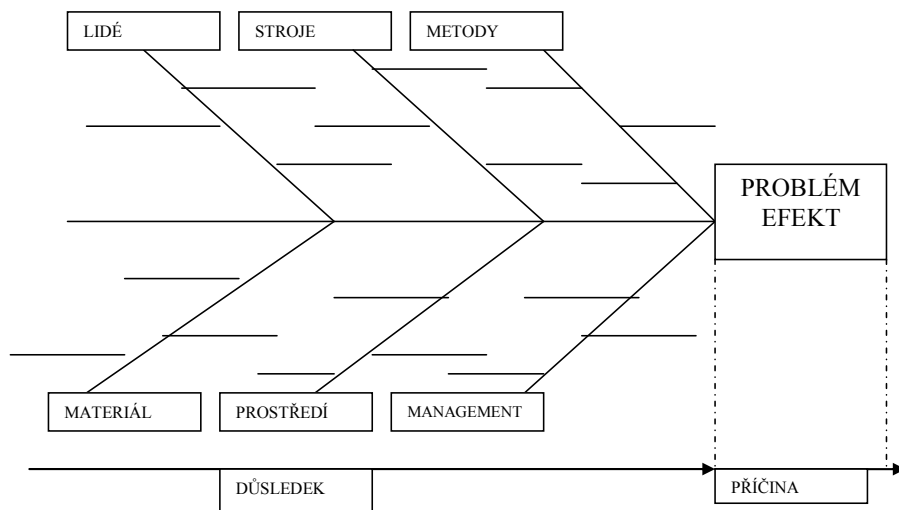 LIDÉ
STROJE
METODY
PROBLÉM
EFEKT
MATERIÁL
PROSTŘEDÍ
MANAGEMENT
DŮSLEDEK
PŘÍČINA